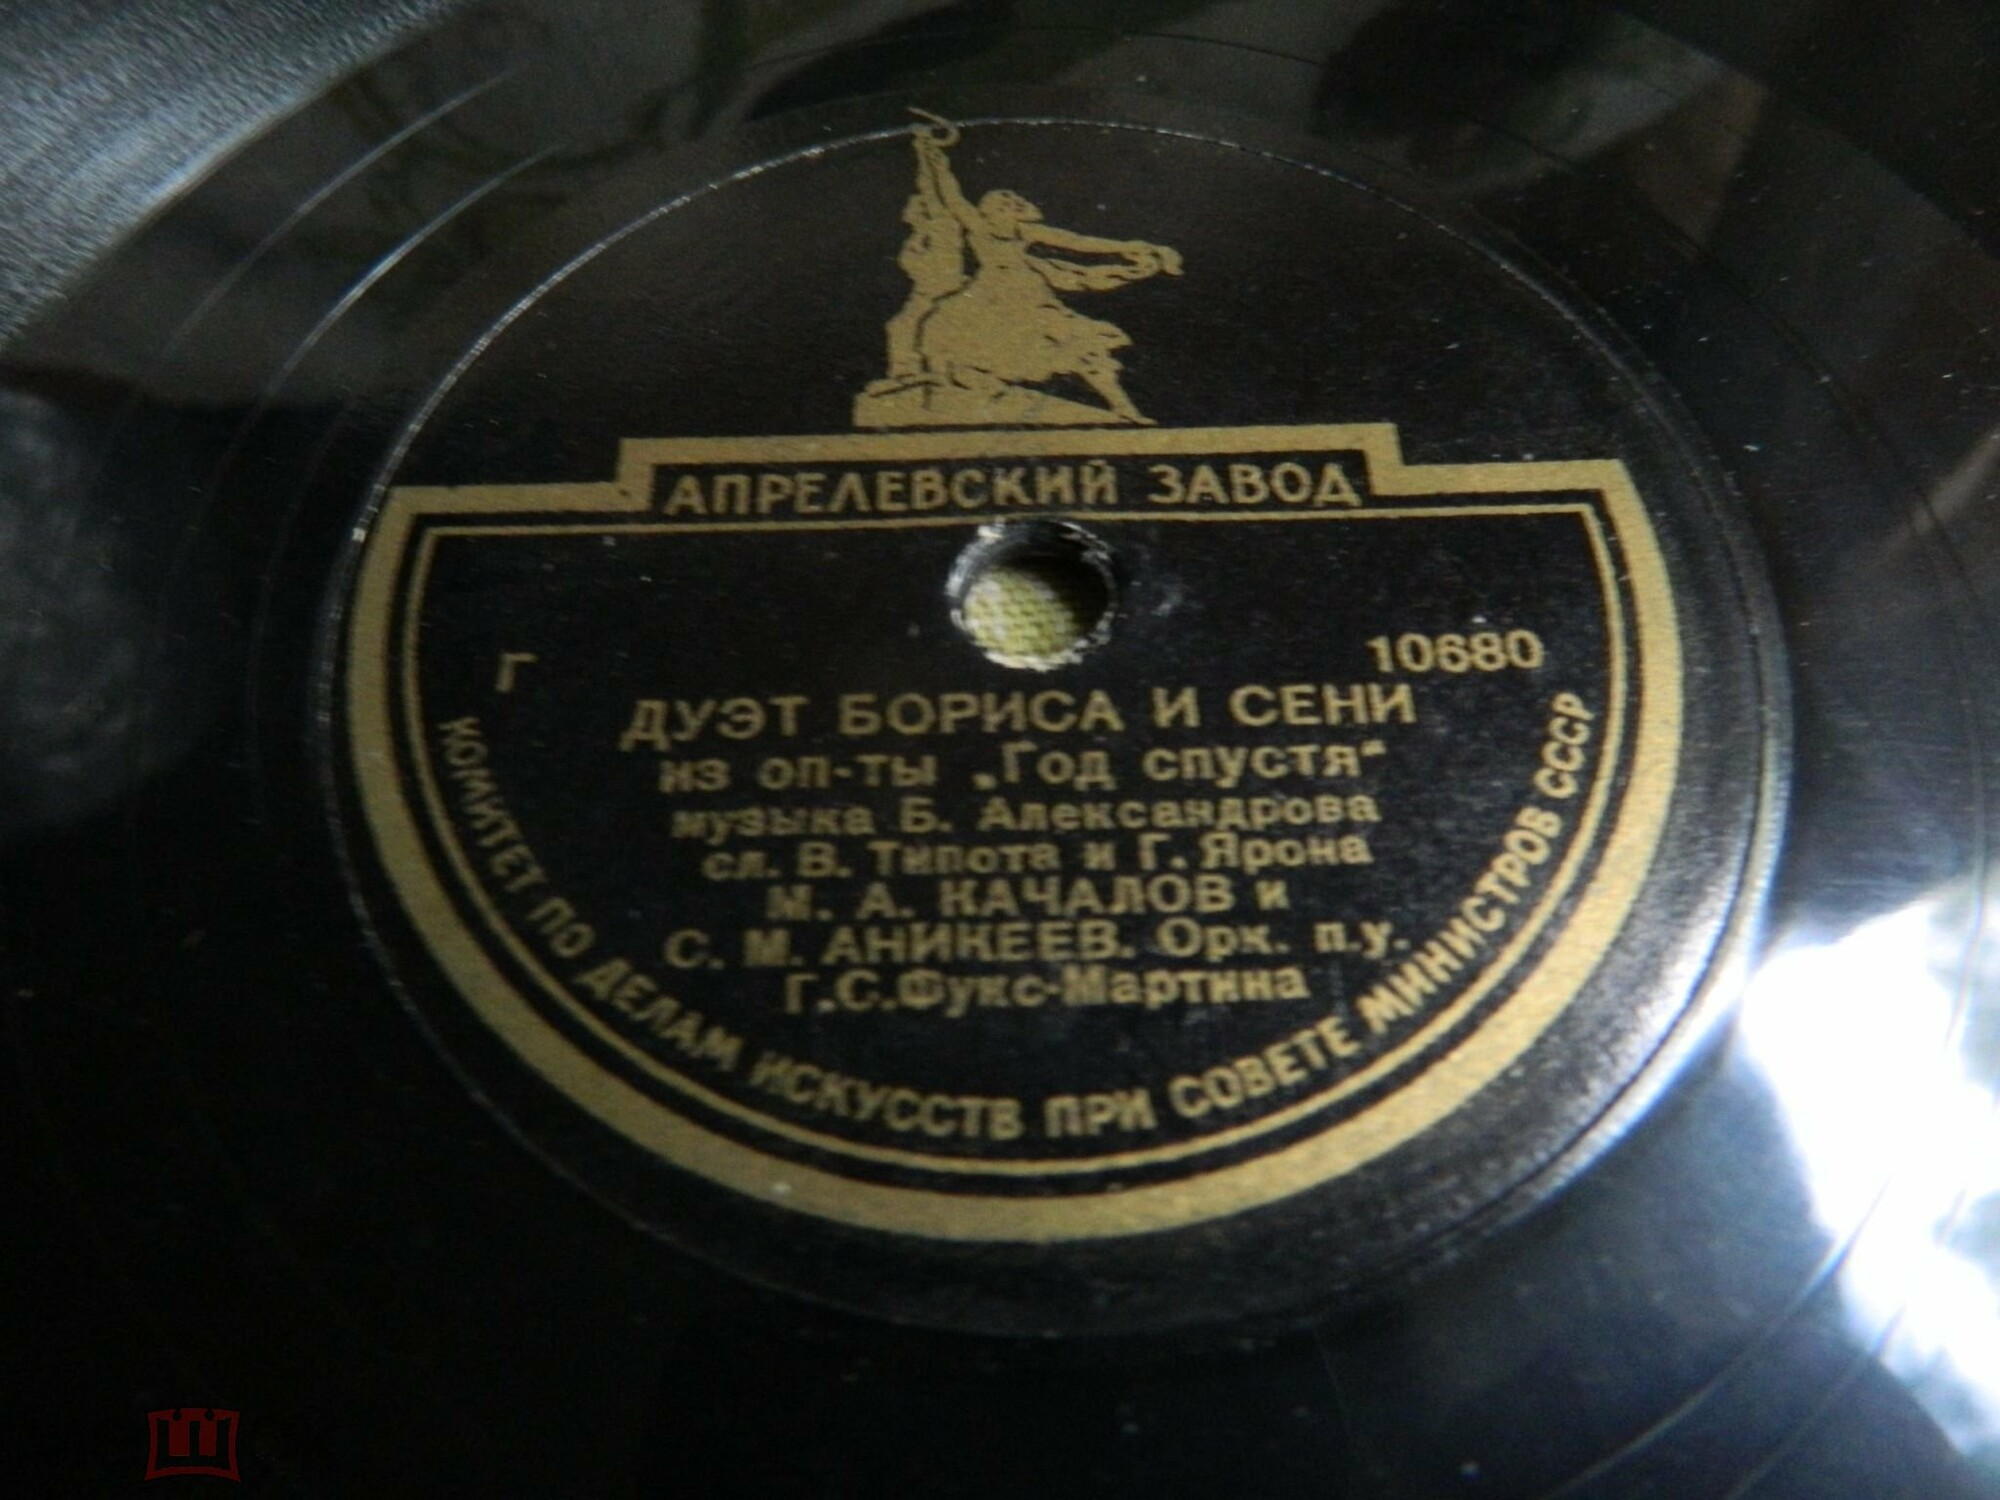 АПРЕЛЕВСКИЙ ЗАВОД
Г 10680
ДУЭТ БОРИСА И СЕНИ
из оп-ты „Год спустя“
музыка Б. Александрова
сл. В. Типота и Г. Ярона
М. А. КАЧАЛОВ и
С. М. АНИКЕЕВ. Орк. п.у.
Г.С.Фукс-Мартина
КОМИТЕТ ПО ДЕЛАМ ИСКУССТВ ПРИ СОВЕТЕ МИНИСТРОВ СССР